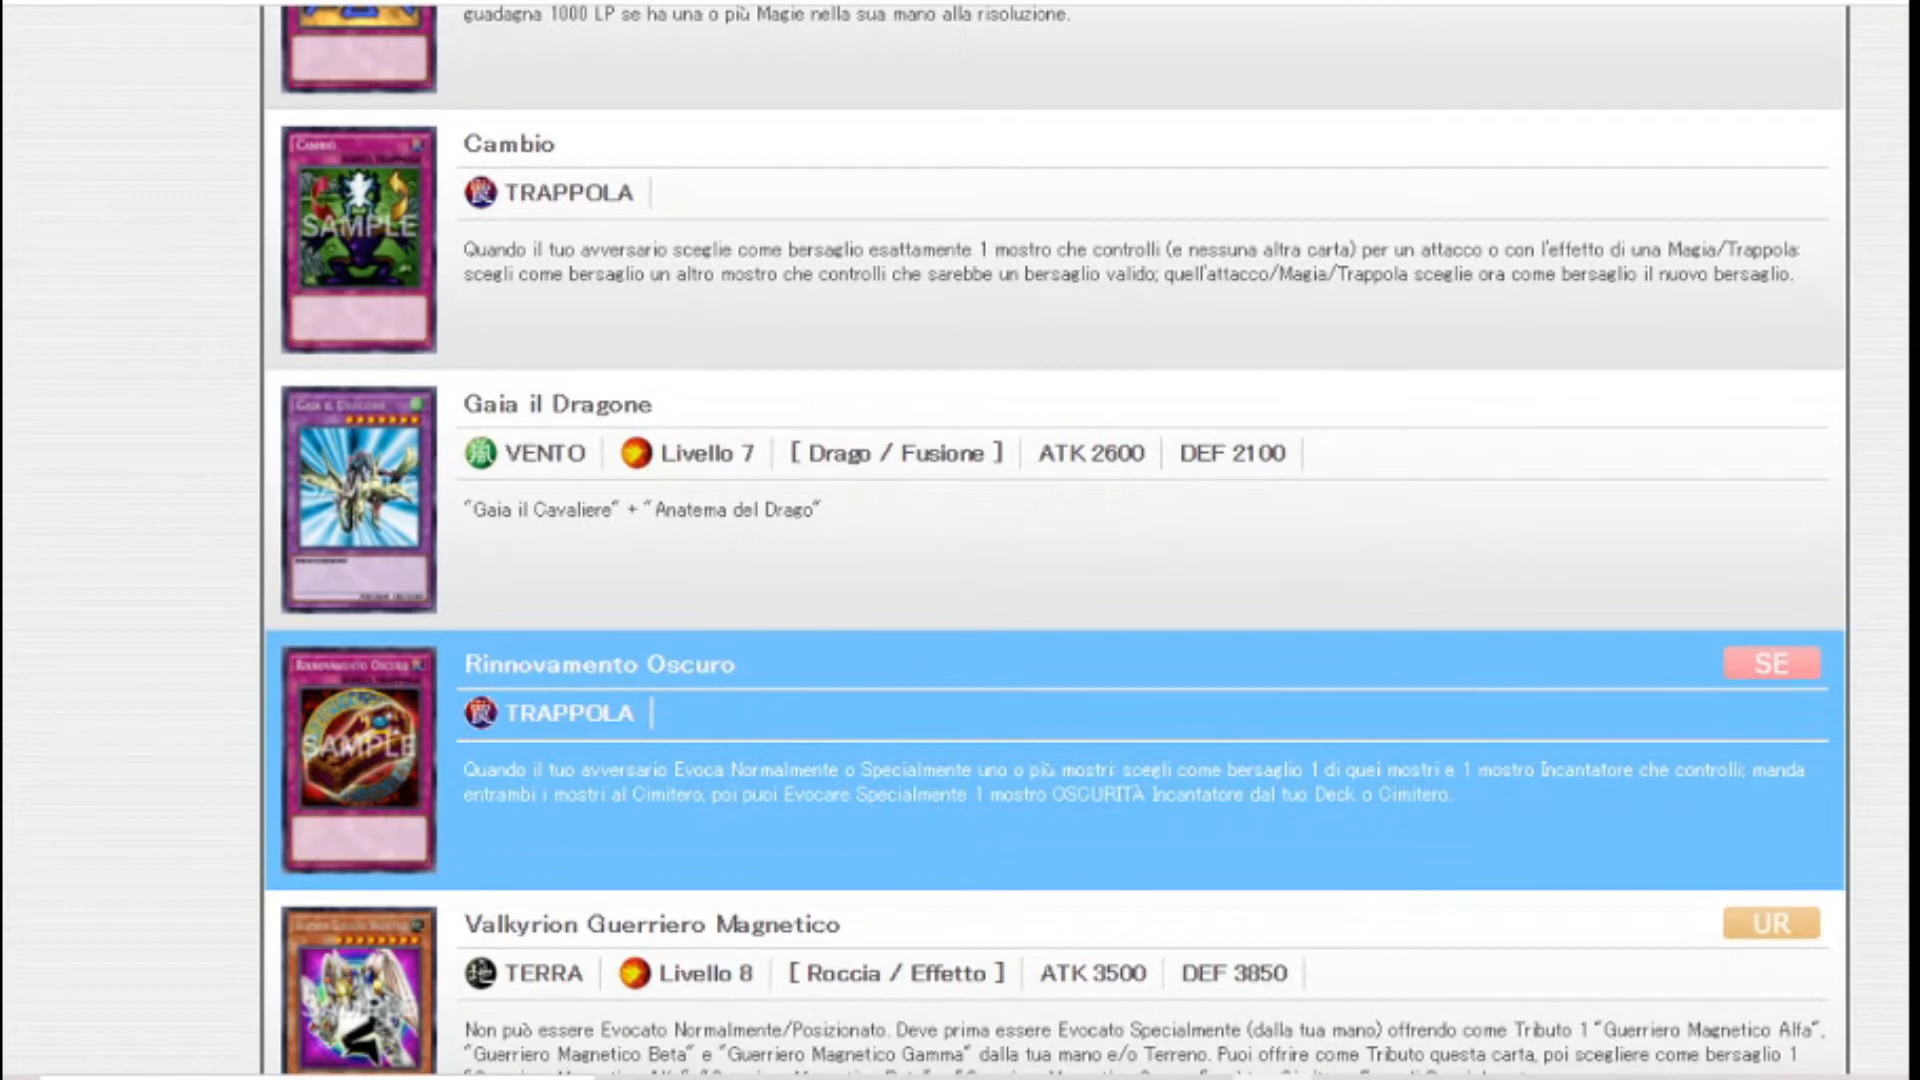 guadagna 1000 LP se ha una o più Magie nella sua mano alla risoluzione.
CAMBIO
SAMPLE
Cambio
TRAPPOLA
Quando il tuo avversario sceglie come bersaglio esattamente 1 mostro che controlli (e nessuna altra carta) per un attacco o con l'effetto di una Magia/Trappola:
scegli come bersaglio un altro mostro che controlli che sarebbe un bersaglio valido; quell'attacco/Magia/Trappola sceglie ora come bersaglio il nuovo bersaglio.
GAIA IL DRAGONE
Gaia il Dragone
VENTO
Livello 7
[ Drago / Fusione ]
ATK 2600
DEF 2100
"Gaia il Cavaliere" + "Anatema del Drago"
RINNOVAMENTO OSCURO
SAMPLE
Rinnovamento Oscuro
SE
TRAPPOLA
Quando il tuo avversario Evoca Normalmente o Specialmente uno o più mostri: scegli come bersaglio 1 di quei mostri e 1 mostro Incantatore che controlli; manda
entrambi i mostri al Cimitero, poi puoi Evocare Specialmente 1 mostro OSCURITÀ Incantatore dal tuo Deck o Cimitero.
Valkyrion Guerriero Magnetico
UR
TERRA
Livello 8
[ Roccia / Effetto ]
ATK 3500
DEF 3850
Non può essere Evocato Normalmente/Posizionato. Deve prima essere Evocato Specialmente (dalla tua mano) offrendo come Tributo 1 "Guerriero Magnetico Alfa",
"Guerriero Magnetico Beta" e "Guerriero Magnetico Gamma" dalla tua mano e/o Terreno. Puoi offrire come Tributo questa carta, poi scegliere come bersaglio 1